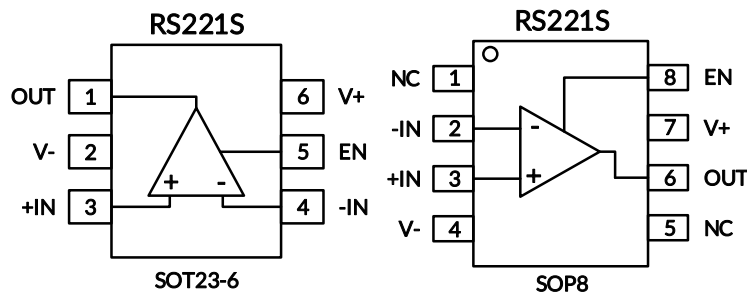 RS221S
OUT 1
V- 2
+IN 3
6 V+
5 EN
4 -IN
+ -
SOT23-6
RS221S
NC 1
-IN 2
+IN 3
V- 4
8 EN
7 V+
6 OUT
5 NC
-
+
SOP8